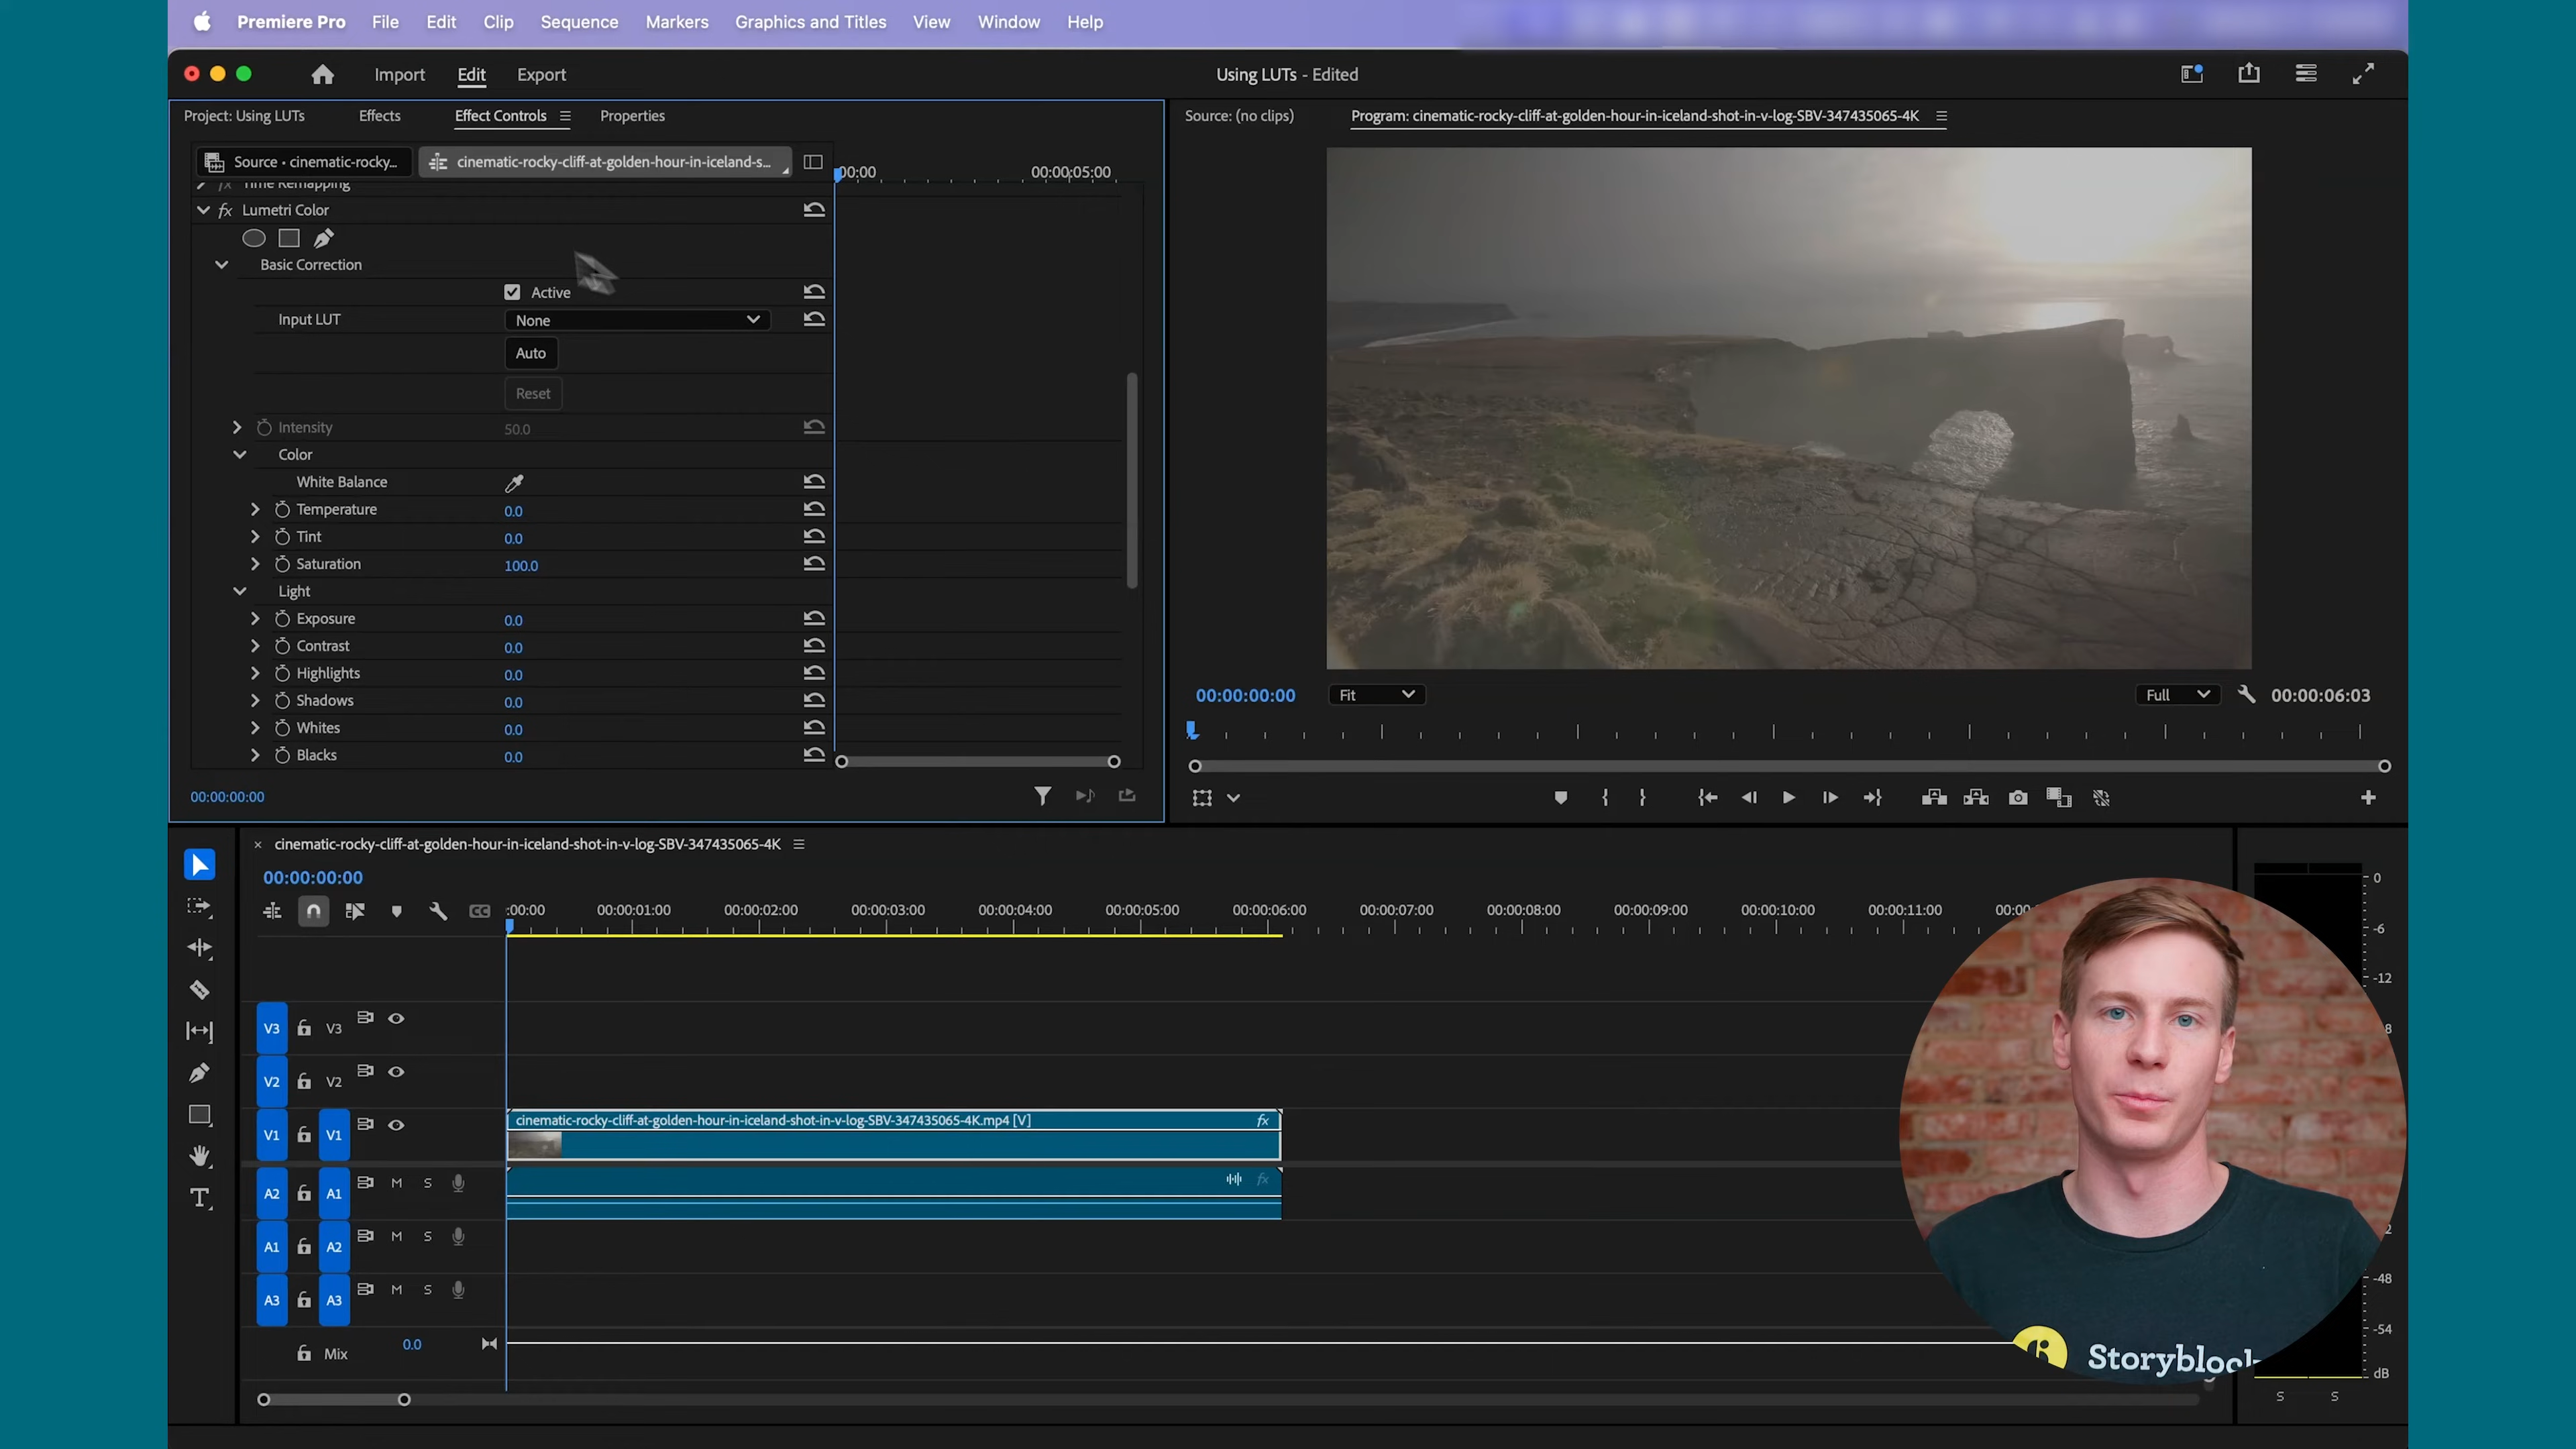 Premiere Pro File Edit Clip Sequence Markers Graphics and Titles View Window Help
Import Edit Export
Using LUTs - Edited
Project: Using LUTs Effects Effect Controls Properties
Source: (no clips) Program: cinematic-rocky-cliff-at-golden-hour-in-iceland-shot-in-v-log-SBV-347435065-4K
Source • cinematic-rocky... cinematic-rocky-cliff-at-golden-hour-in-iceland-s...
:00:00 00:00:05:00
Time Remapping
fx Lumetri Color
Basic Correction
Active
Input LUT None
Auto
Reset
Intensity 50.0
Color
White Balance
Temperature 0.0
Tint 0.0
Saturation 100.0
Light
Exposure 0.0
Contrast 0.0
Highlights 0.0
Shadows 0.0
Whites 0.0
Blacks 0.0
00:00:00:00
00:00:00:00 Fit Full 00:00:06:03
cinematic-rocky-cliff-at-golden-hour-in-iceland-shot-in-v-log-SBV-347435065-4K
00:00:00:00
CC :00:00 00:00:01:00 00:00:02:00 00:00:03:00 00:00:04:00 00:00:05:00 00:00:06:00 00:00:07:00 00:00:08:00 00:00:09:00 00:00:10:00 00:00:11:00
V3 V3
V2 V2
V1 V1
cinematic-rocky-cliff-at-golden-hour-in-iceland-shot-in-v-log-SBV-347435065-4K.mp4 [V] fx
A2 A1 M S fx
A1 A2 M S
A3 A3 M S
Mix 0.0
0
-6
-12
-48
-54
dB
S S
Storyblock